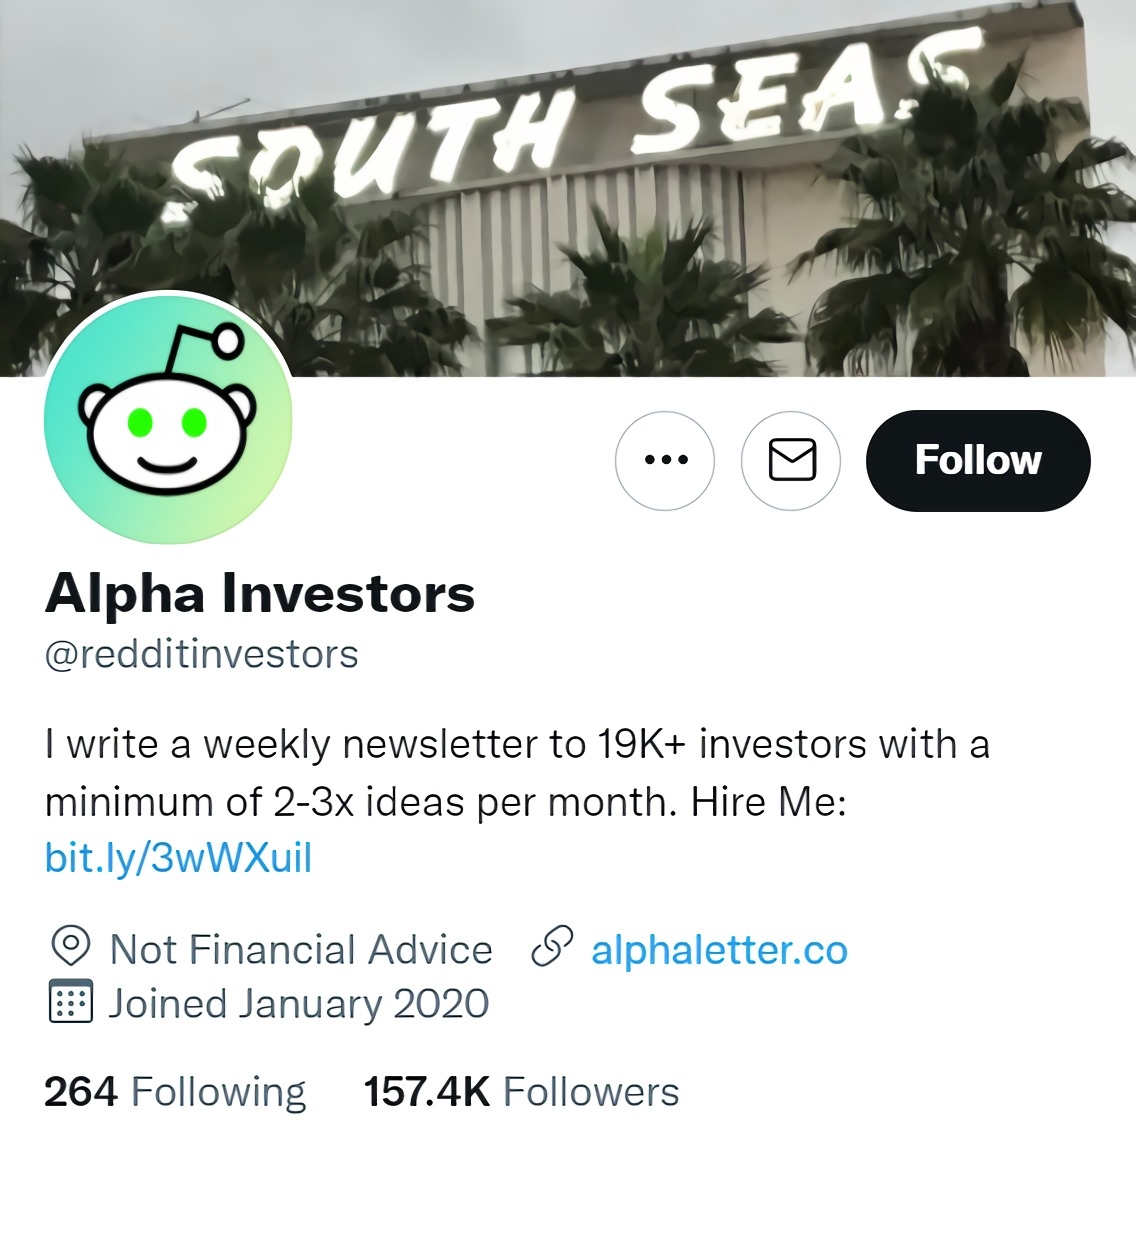 SOUTH SEAS
Follow
Alpha Investors
@redditinvestors
I write a weekly newsletter to 19K+ investors with a
minimum of 2-3x ideas per month. Hire Me:
bit.ly/3wWXuil
Not Financial Advice alphaletter.co
Joined January 2020
264 Following 157.4K Followers